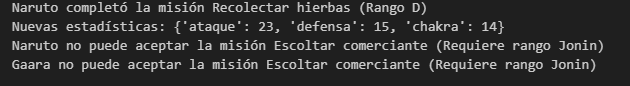 Naruto completó la misión Recolectar hierbas (Rango D)
Nuevas estadísticas: {'ataque': 23, 'defensa': 15, 'chakra': 14}
Naruto no puede aceptar la misión Escoltar comerciante (Requiere rango Jonin)
Gaara no puede aceptar la misión Escoltar comerciante (Requiere rango Jonin)